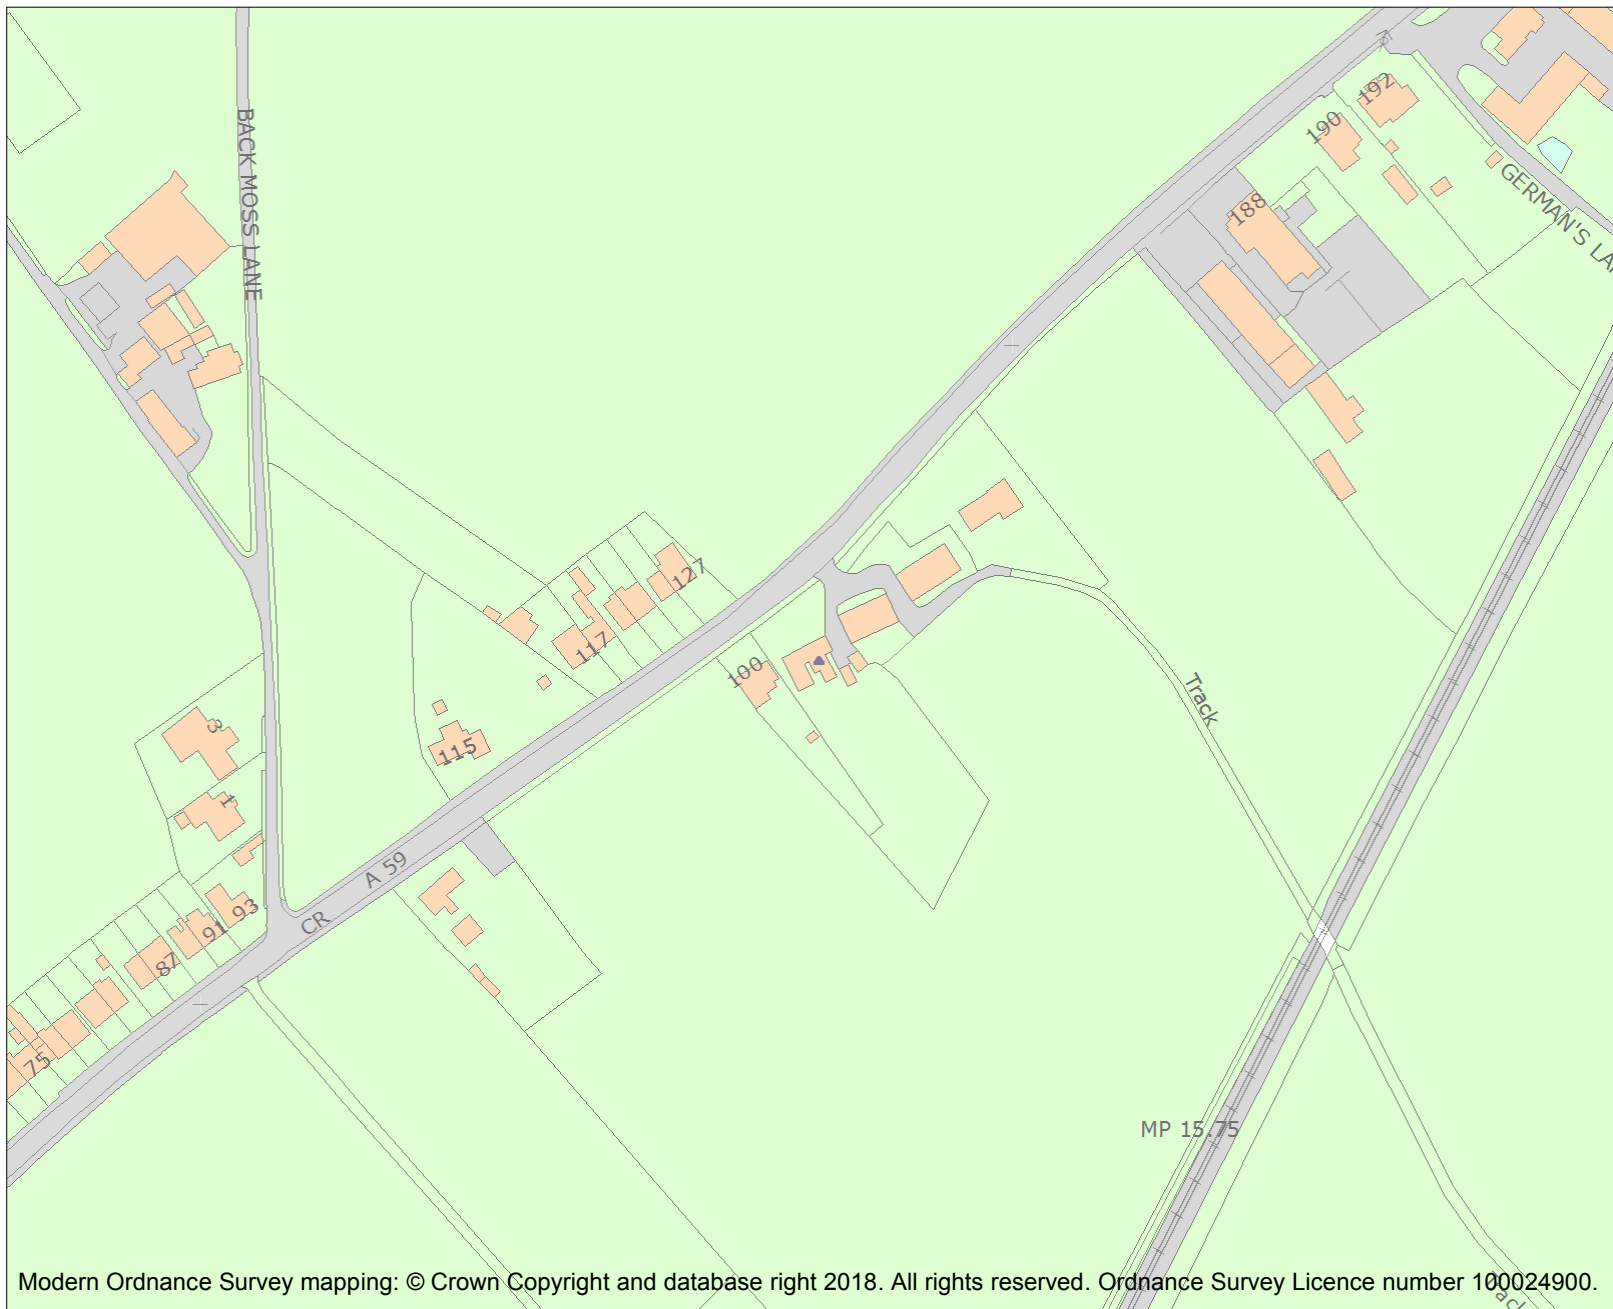 192
190
BACK MOSS LANE
188
GERMAN'S LA
127
117
100
Track
3
115
1
A 59
93
CR
91
87
75
MP 15.75
Track
Modern Ordnance Survey mapping: © Crown Copyright and database right 2018. All rights reserved. Ordnance Survey Licence number 100024900.